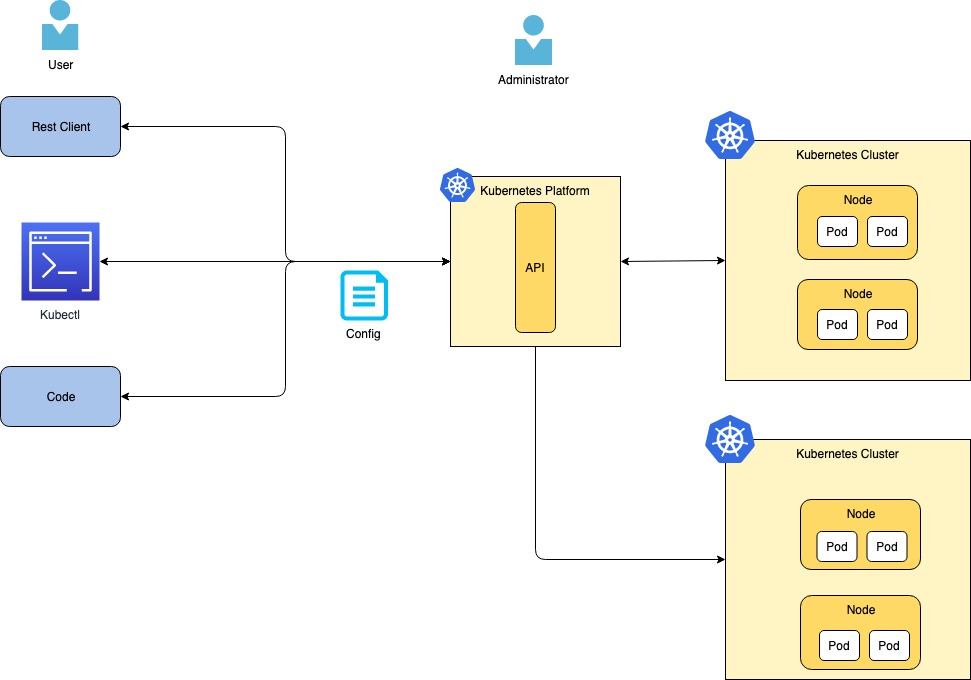 User
Administrator
Rest Client
Kubectl
Code
Config
Kubernetes Platform
API
Kubernetes Cluster
Node
Pod Pod
Node
Pod Pod
Kubernetes Cluster
Node
Pod Pod
Node
Pod Pod